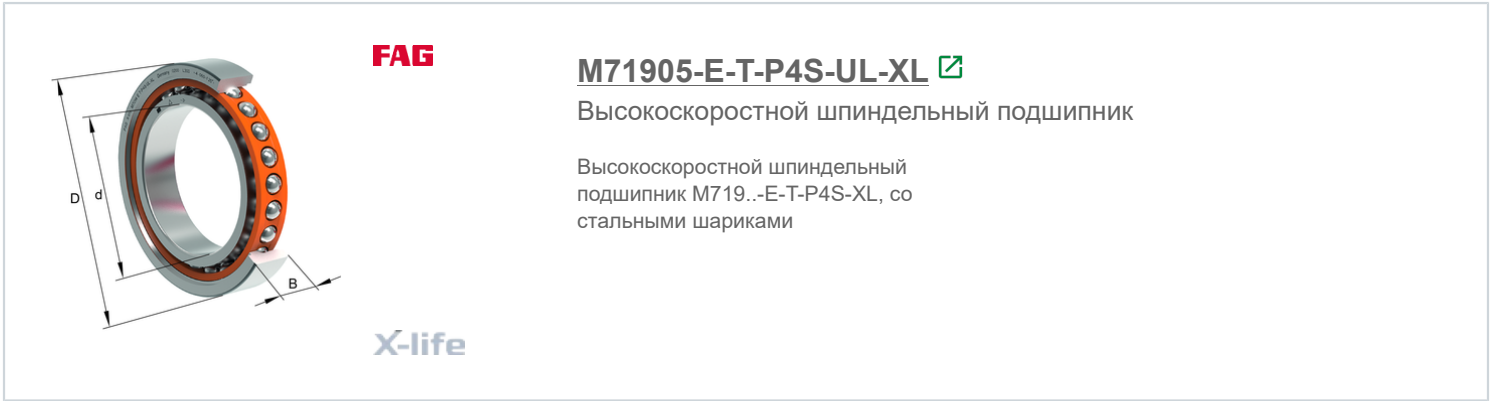 FAG
M71905-E-T-P4S-UL-XL
Высокоскоростной шпиндельный подшипник
Высокоскоростной шпиндельный
подшипник M719..-E-T-P4S-XL, со
стальными шариками
D
d
B
X-life